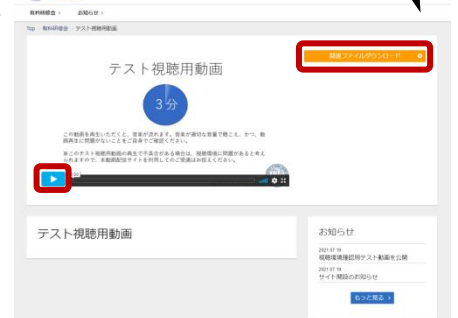 有料研修会
お知らせ
Top 有料研修会 テスト視聴用動画
関連ファイルダウンロード
テスト視聴用動画
3分
この動画を再生いただくと、音楽が流れます。音楽が適切な音量で聴こえ、かつ、動
画再生に問題がないことをご自身でご確認ください。
※このテスト視聴用動画の再生で不具合がある場合は、視聴環境に問題があると考え
られますので、本動画配信サイトを利用してのご受講はお控えください。
テスト視聴用動画
お知らせ
2021.07.19
視聴環境確認用テスト動画を公開
2021.07.19
サイト開設のお知らせ
もっと見る